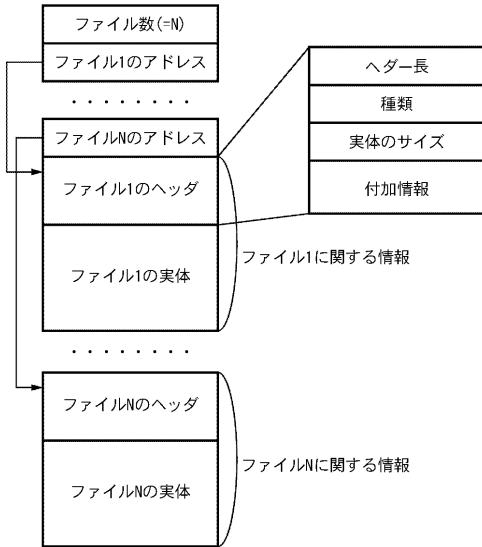 ファイル数(=N)
ファイル1のアドレス
・・・・・・・・
ファイルNのアドレス
ファイル1のヘッダ
ファイル1の実体
ファイル1に関する情報
ヘダー長
種類
実体のサイズ
付加情報
・・・・・・・・
ファイルNのヘッダ
ファイルNの実体
ファイルNに関する情報